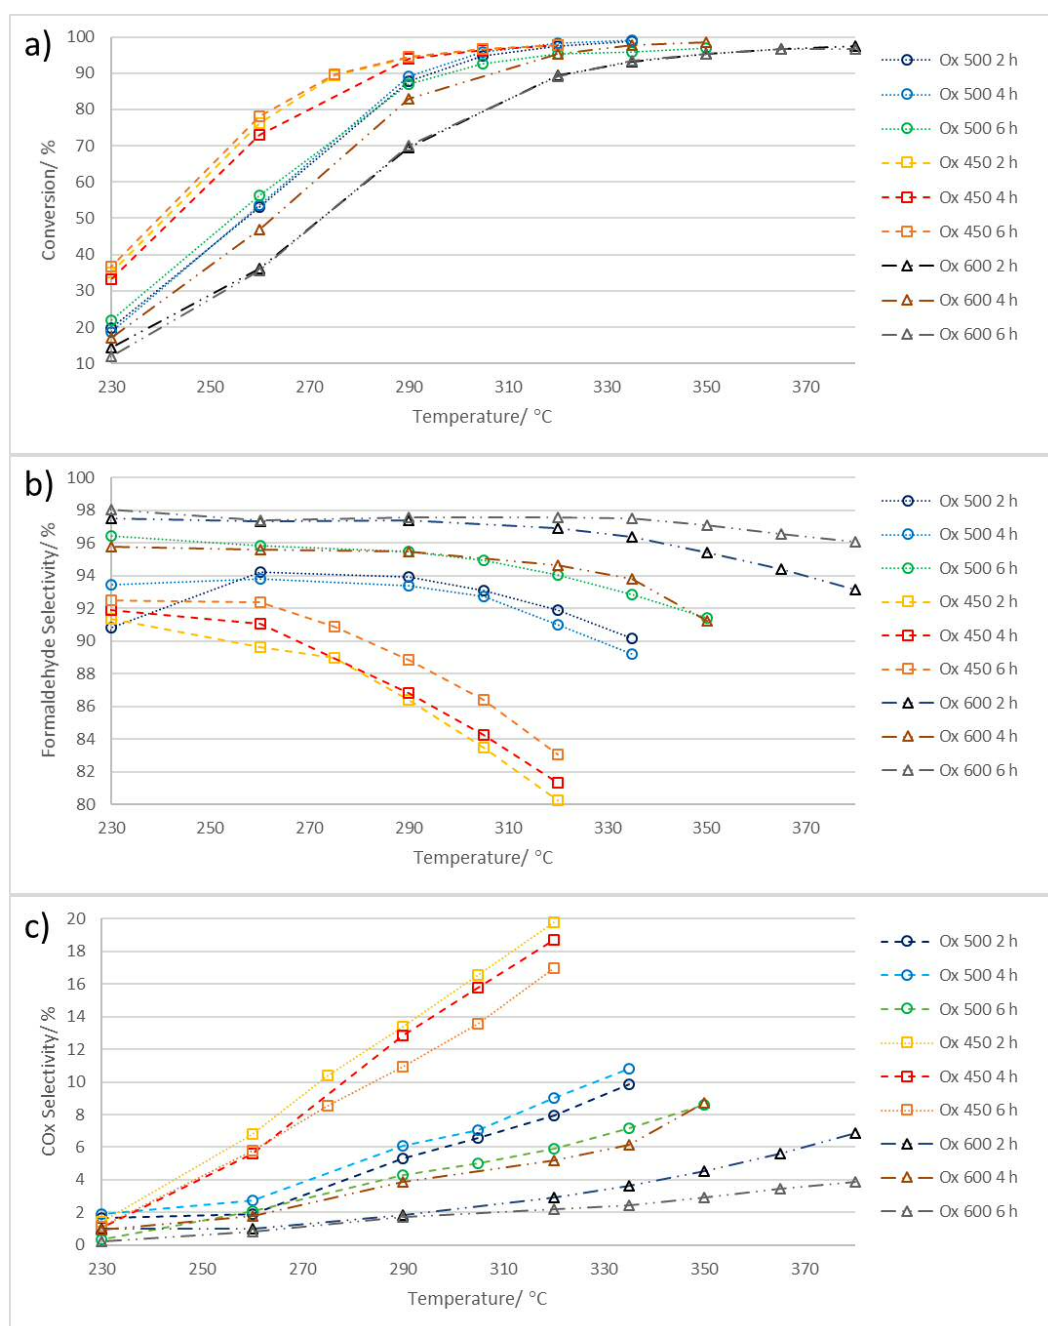 a)
100
90
80
70
60
50
40
30
20
10
Conversion/ %
230 250 270 290 310 330 350 370
Temperature/ °C
Ox 500 2 h
Ox 500 4 h
Ox 500 6 h
Ox 450 2 h
Ox 450 4 h
Ox 450 6 h
Ox 600 2 h
Ox 600 4 h
Ox 600 6 h
b)
100
98
96
94
92
90
88
86
84
82
80
Formaldehyde Selectivity/ %
230 250 270 290 310 330 350 370
Temperature/ °C
Ox 500 2 h
Ox 500 4 h
Ox 500 6 h
Ox 450 2 h
Ox 450 4 h
Ox 450 6 h
Ox 600 2 h
Ox 600 4 h
Ox 600 6 h
c)
20
18
16
14
12
10
8
6
4
2
0
COx Selectivity/ %
230 250 270 290 310 330 350 370
Temperature/ °C
Ox 500 2 h
Ox 500 4 h
Ox 500 6 h
Ox 450 2 h
Ox 450 4 h
Ox 450 6 h
Ox 600 2 h
Ox 600 4 h
Ox 600 6 h